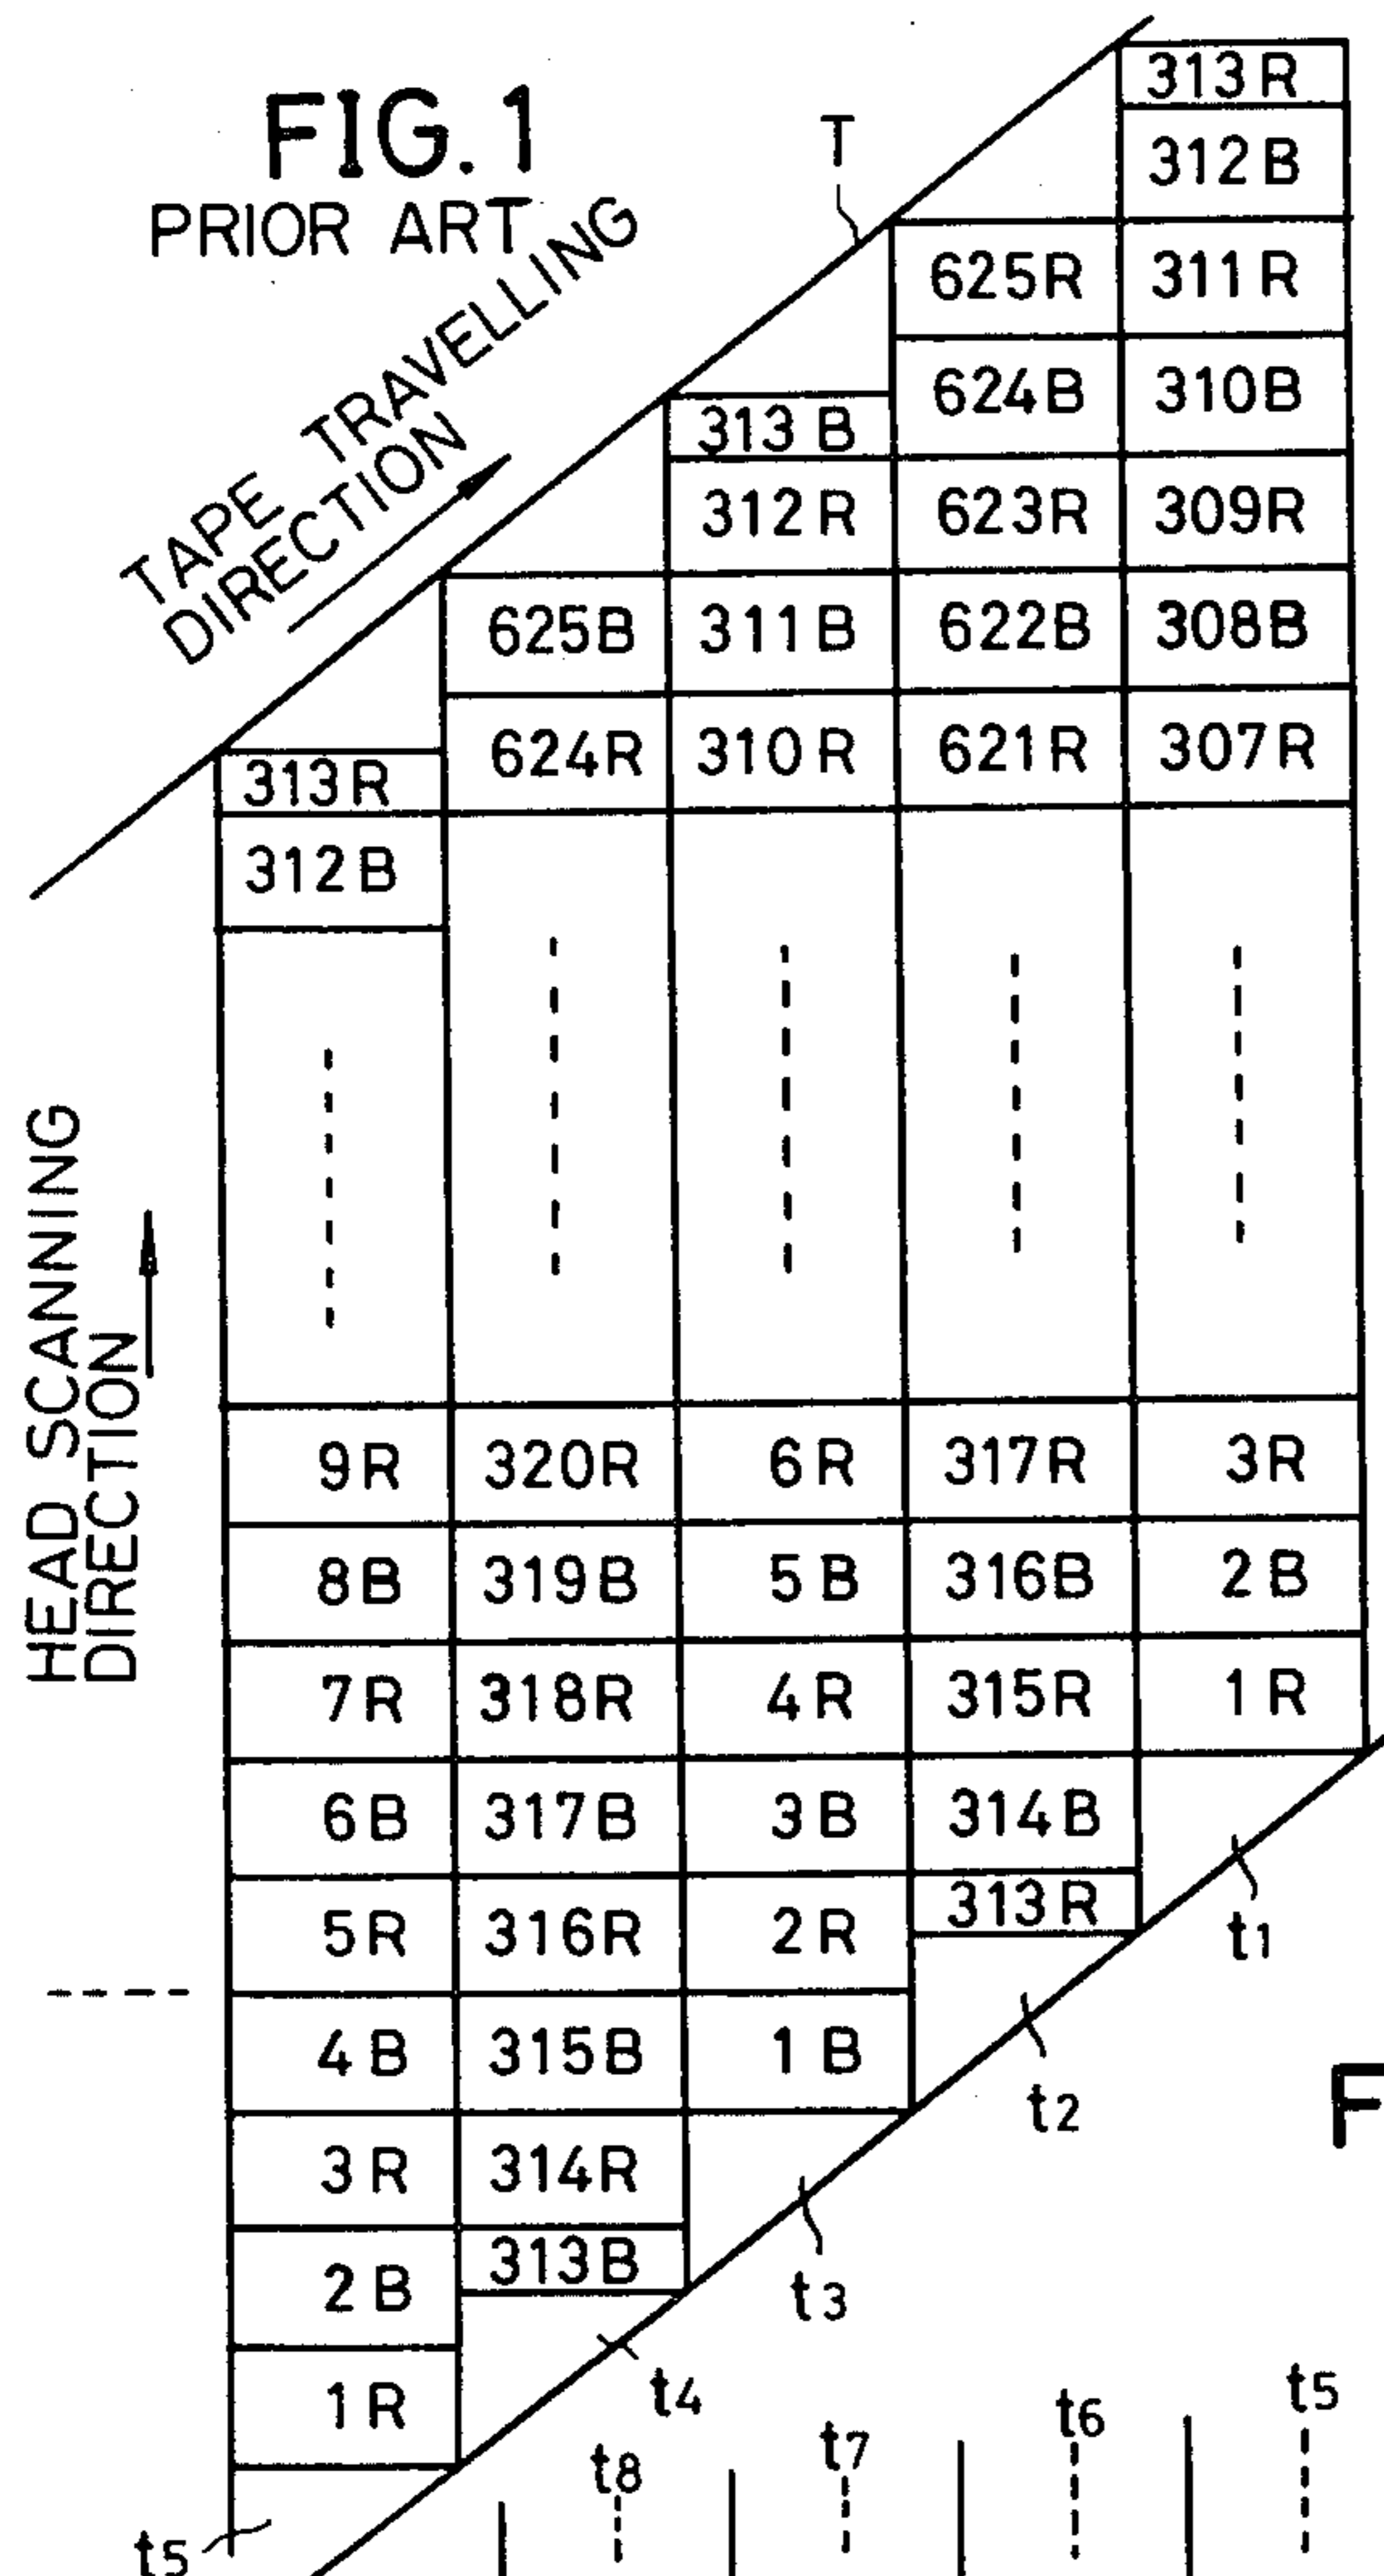 FIG. 1
PRIOR ART
T
TAPE TRAVELLING
DIRECTION
313R
312B
625R 311R
624B 310B
313B
312R 623R 309R
625B 311B 622B 308B
624R 310R 621R 307R
313R
312B
HEAD SCANNING
DIRECTION
9R 320R 6R 317R 3R
8B 319B 5B 316B 2B
7R 318R 4R 315R 1R
6B 317B 3B 314B
5R 316R 2R 313R
t1
4B 315B 1B
t2
3R 314R
2B 313B
t3
1R
t4
t5
t6
t7
t8
t5
F